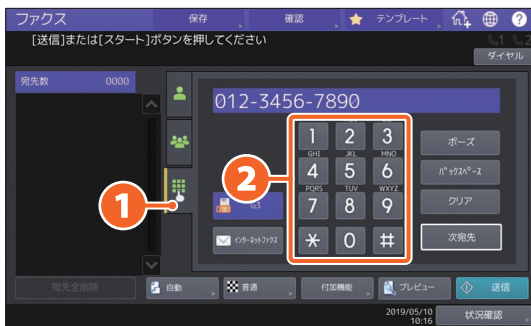 ファクス 保存 確認 テンプレート
[送信]または[スタート]ボタンを押してください
1 2
ダイヤル
宛先数 0000
012-3456-7890
1 2 3
GHI JKL MNO
4 5 6
PQRS TUV WXYZ
7 8 9
* 0 #
ポーズ
バックスペース
クリア
次宛先
G3
インターネットファクス
1
2
宛先全削除 自動 普通 付加機能 プレビュー 送信
2019/05/10
10:16
状況確認